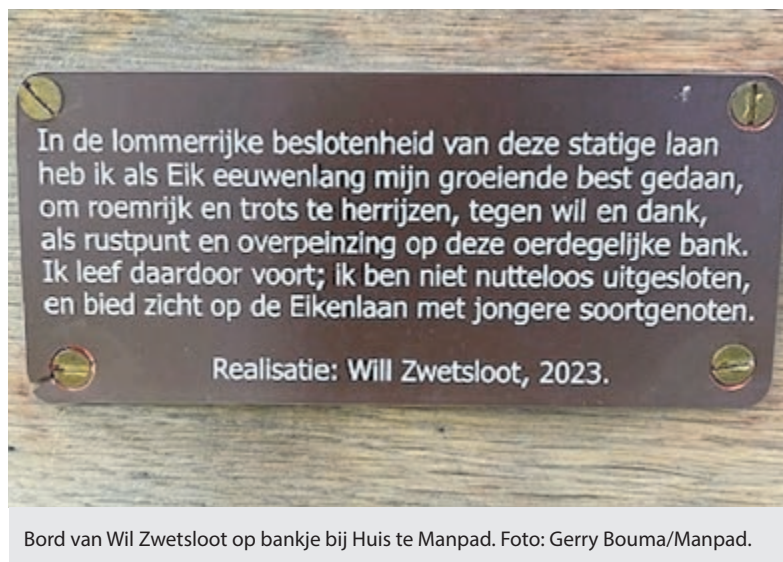 In de lommerrijke beslotenheid van deze statige laan
heb ik als Eik eeuwenlang mijn groeiende best gedaan,
om roemrijk en trots te herrijzen, tegen wil en dank,
als rustpunt en overpeinzing op deze oerdegelijke bank.
Ik leef daardoor voort; ik ben niet nutteloos uitgesloten,
en bied zicht op de Eikenlaan met jongere soortgenoten.
Realisatie: Will Zwetsloot, 2023.
Bord van Wil Zwetsloot op bankje bij Huis te Manpad. Foto: Gerry Bouma/Manpad.